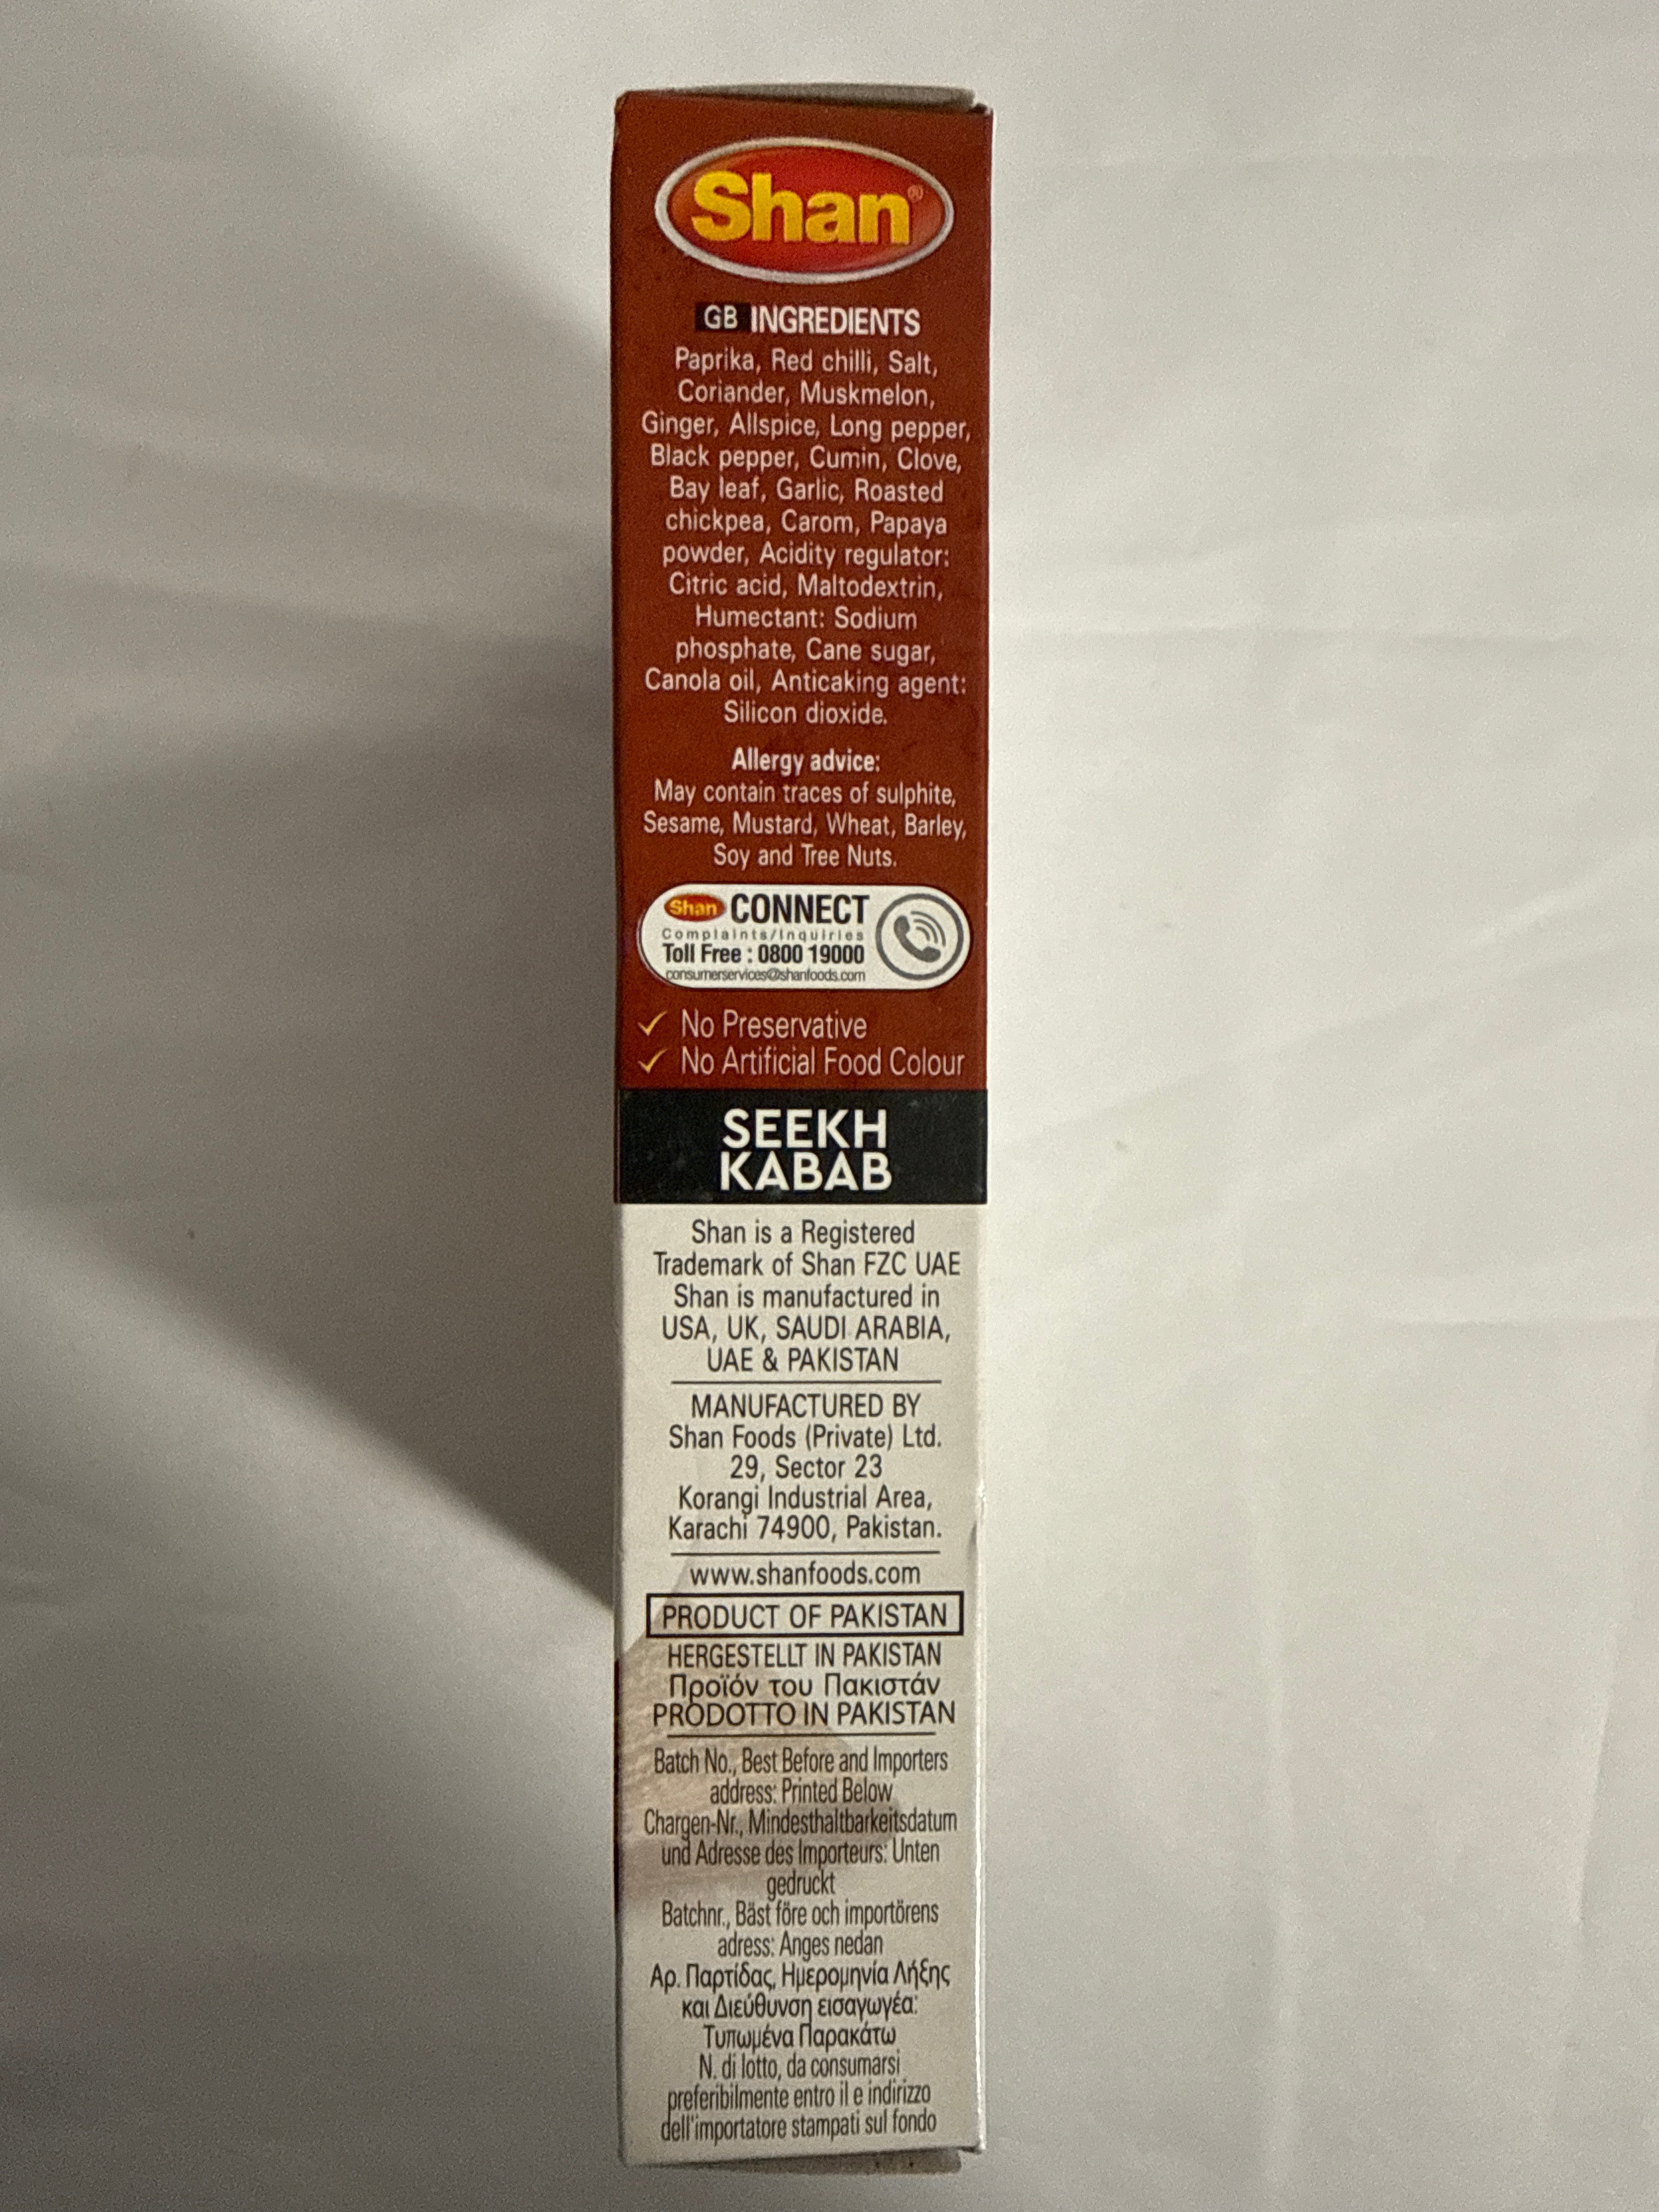 Shan®
GB INGREDIENTS
Paprika, Red chilli, Salt,
Coriander, Muskmelon,
Ginger, Allspice, Long pepper,
Black pepper, Cumin, Clove,
Bay leaf, Garlic, Roasted
chickpea, Carom, Papaya
powder, Acidity regulator:
Citric acid, Maltodextrin,
Humectant: Sodium
phosphate, Cane sugar,
Canola oil, Anticaking agent:
Silicon dioxide.
Allergy advice:
May contain traces of sulphite,
Sesame, Mustard, Wheat, Barley,
Soy and Tree Nuts.
Shan CONNECT
Complaints/Inquiries
Toll Free : 0800 19000
consumerservices@shanfoods.com
No Preservative
No Artificial Food Colour
SEEKH
KABAB
Shan is a Registered
Trademark of Shan FZC UAE
Shan is manufactured in
USA, UK, SAUDI ARABIA,
UAE & PAKISTAN
MANUFACTURED BY
Shan Foods (Private) Ltd.
29, Sector 23
Korangi Industrial Area,
Karachi 74900, Pakistan.
www.shanfoods.com
PRODUCT OF PAKISTAN
HERGESTELLT IN PAKISTAN
Προϊόν του Πακιστάν
PRODOTTO IN PAKISTAN
Batch No., Best Before and Importers
address: Printed Below
Chargen-Nr., Mindesthaltbarkeitsdatum
und Adresse des Importeurs: Unten
gedruckt
Batchnr., Bäst före och importörens
adress: Anges nedan
Αρ. Παρτίδας, Ημερομηνία Λήξης
και Διεύθυνση εισαγωγέα:
Τυπωμένα Παρακάτω
N. di lotto, da consumarsi
preferibilmente entro il e indirizzo
dell'importatore stampati sul fondo